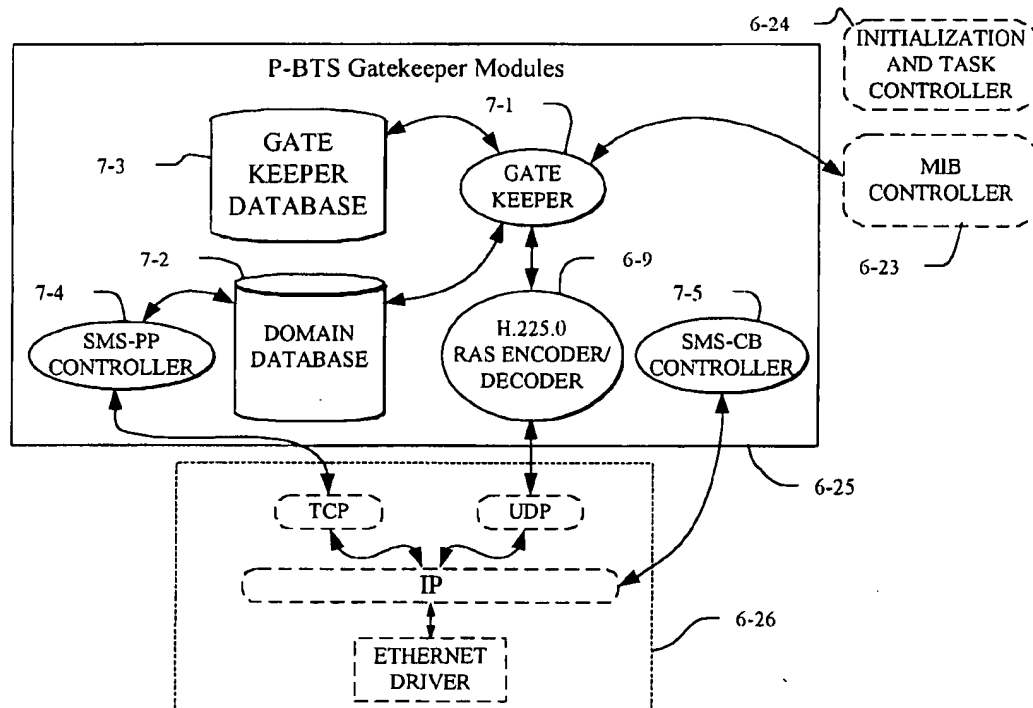 6-24
INITIALIZATION
AND TASK
CONTROLLER
P-BTS Gatekeeper Modules
7-1
7-3
GATE
KEEPER
DATABASE
GATE
KEEPER
MIB
CONTROLLER
6-23
7-2
6-9
7-4
7-5
SMS-PP
CONTROLLER
DOMAIN
DATABASE
H.225.0
RAS ENCODER/
DECODER
SMS-CB
CONTROLLER
6-25
TCP
UDP
IP
6-26
ETHERNET
DRIVER